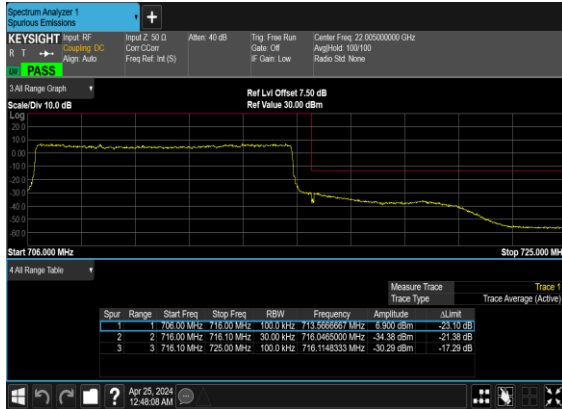 Spectrum Analyzer 1
Spurious Emissions
+
KEYSIGHT Input: RF Input Z: 50 Ω Atten: 40 dB Trig: Free Run Center Freq: 22.005000000 GHz
R T Coupling: DC Corr CCorr Gate: Off Avg|Hold: 100/100
Align: Auto Freq Ref: Int (S) IF Gain: Low Radio Std: None
PASS
3 All Range Graph
Ref Lvl Offset 7.50 dB
Scale/Div 10.0 dB Ref Value 30.00 dBm
Log
20.0
10.0
0.00
-10.0
-20.0
-30.0
-40.0
-50.0
-60.0
Start 706.000 MHz Stop 725.000 MH
4 All Range Table
Measure Trace Trace 1
Trace Type Trace Average (Active)
Spur Range Start Freq Stop Freq RBW Frequency Amplitude ΔLimit
1 1 706.00 MHz 716.00 MHz 100.0 kHz 713.5666667 MHz 6.900 dBm -23.10 dB
2 2 716.00 MHz 716.10 MHz 30.00 kHz 716.0465000 MHz -34.38 dBm -21.38 dB
3 3 716.10 MHz 725.00 MHz 100.0 kHz 716.1148333 MHz -30.29 dBm -17.29 dB
? Apr 25, 2024
12:48:08 AM